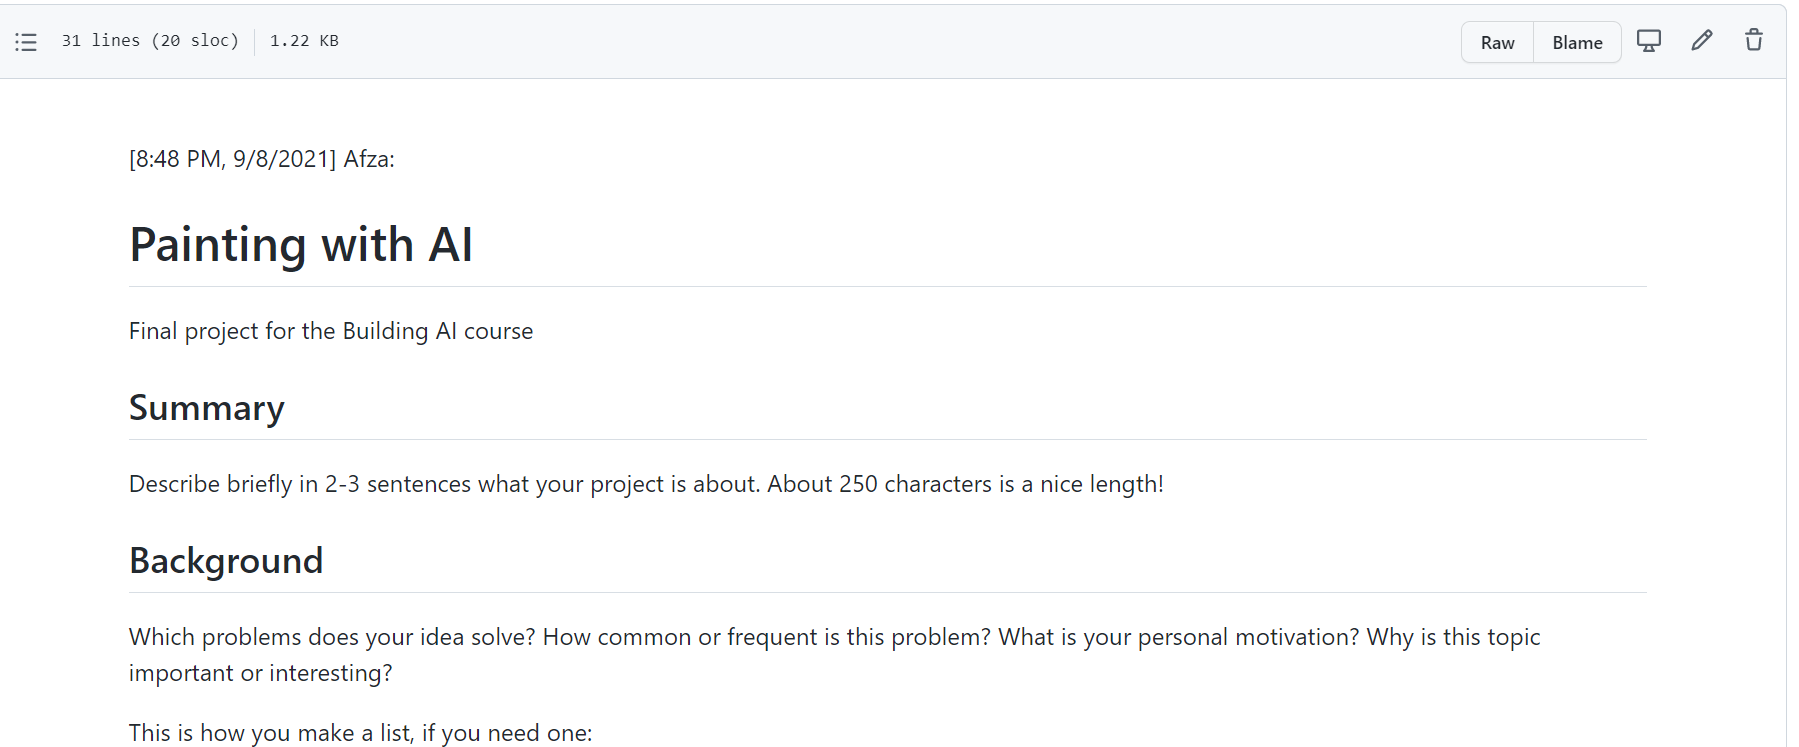 31 lines (20 sloc) 1.22 KB Raw Blame
[8:48 PM, 9/8/2021] Afza:
Painting with AI
Final project for the Building AI course
Summary
Describe briefly in 2-3 sentences what your project is about. About 250 characters is a nice length!
Background
Which problems does your idea solve? How common or frequent is this problem? What is your personal motivation? Why is this topic
important or interesting?
This is how you make a list, if you need one: